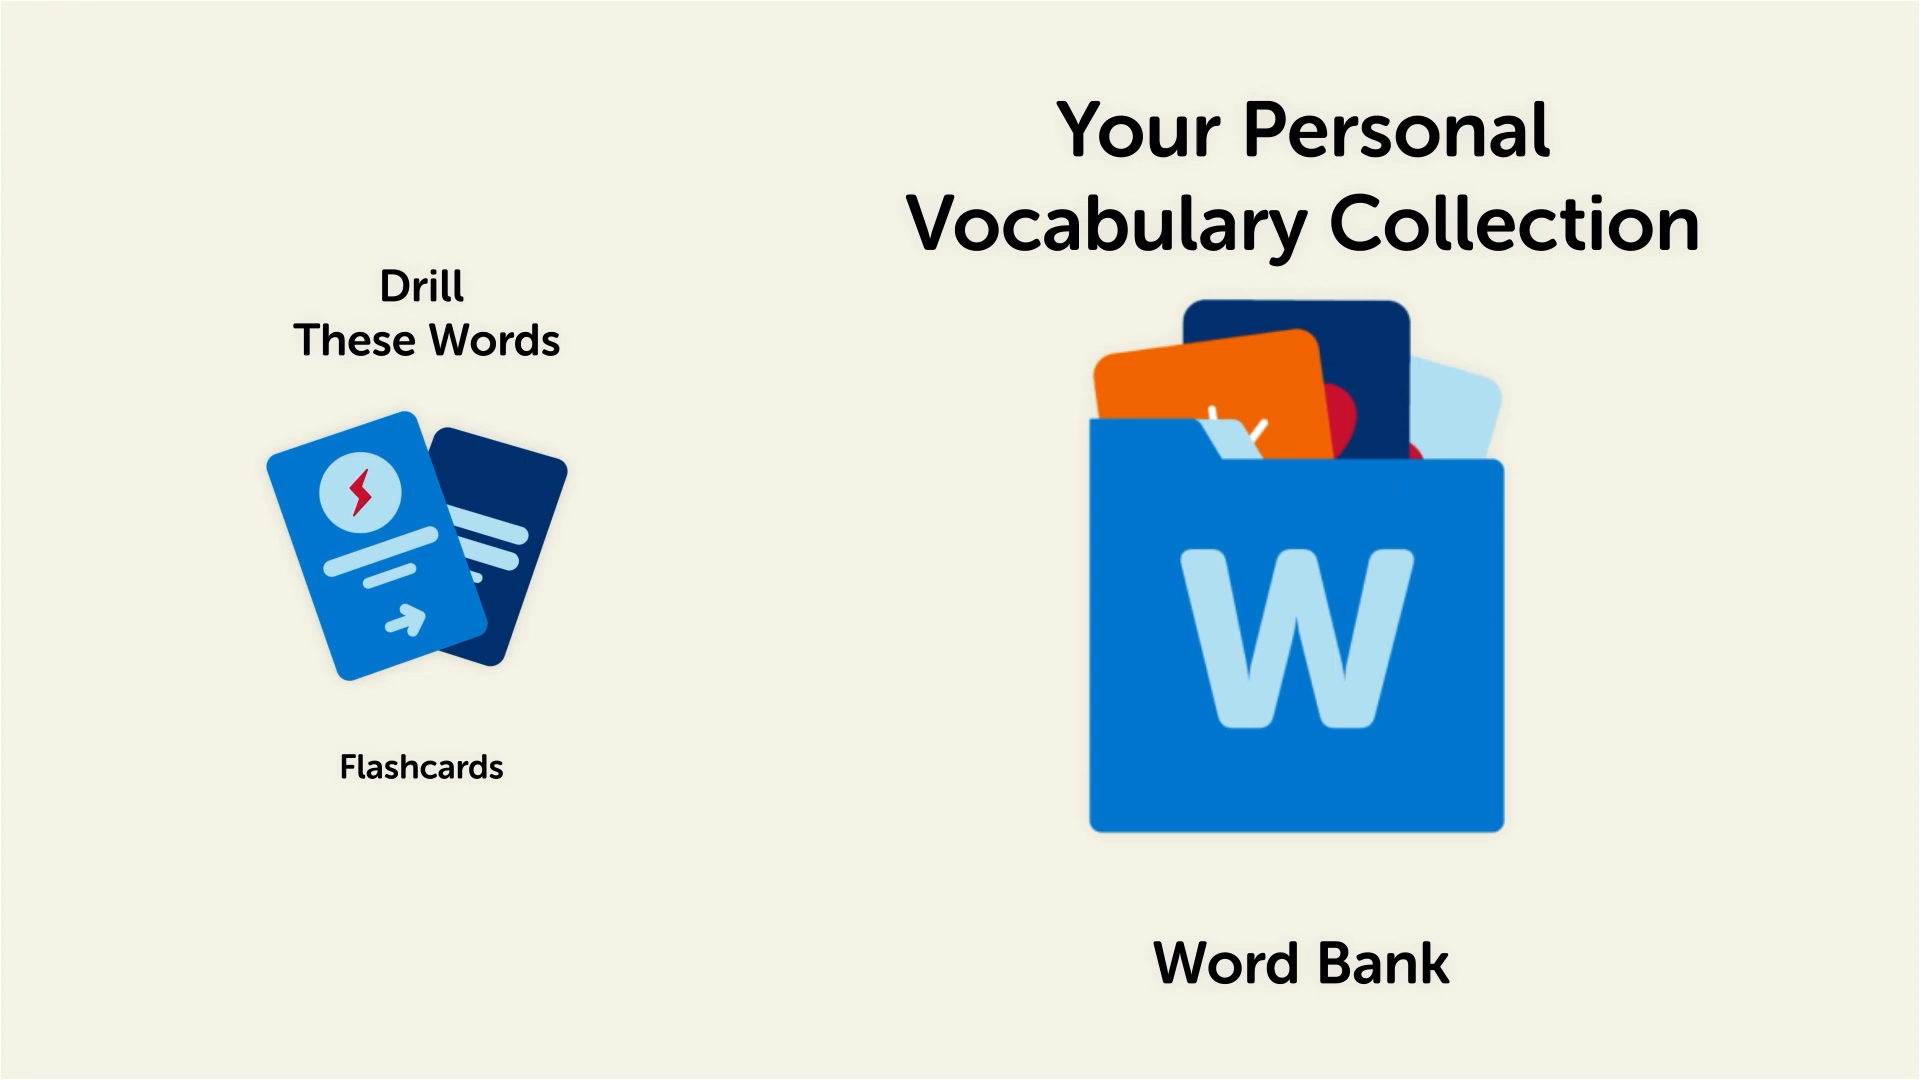 Drill
These Words
Flashcards
Your Personal
Vocabulary Collection
W
Word Bank